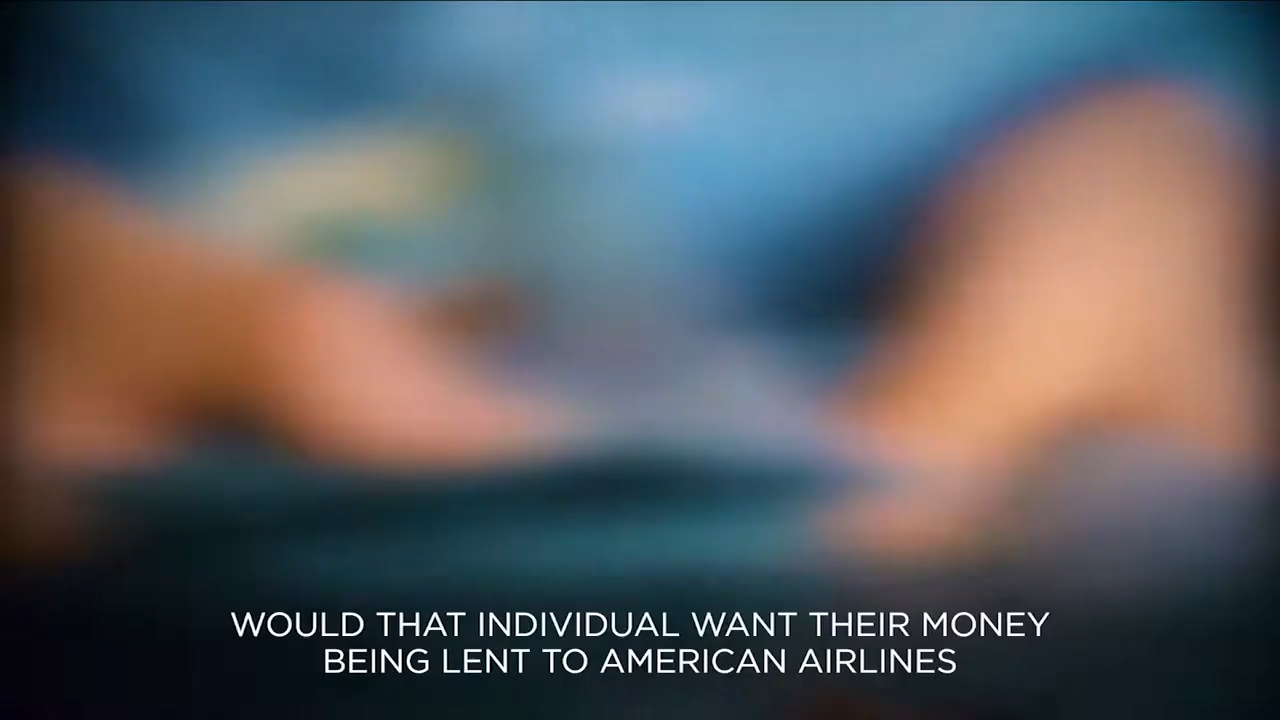 WOULD THAT INDIVIDUAL WANT THEIR MONEY
BEING LENT TO AMERICAN AIRLINES